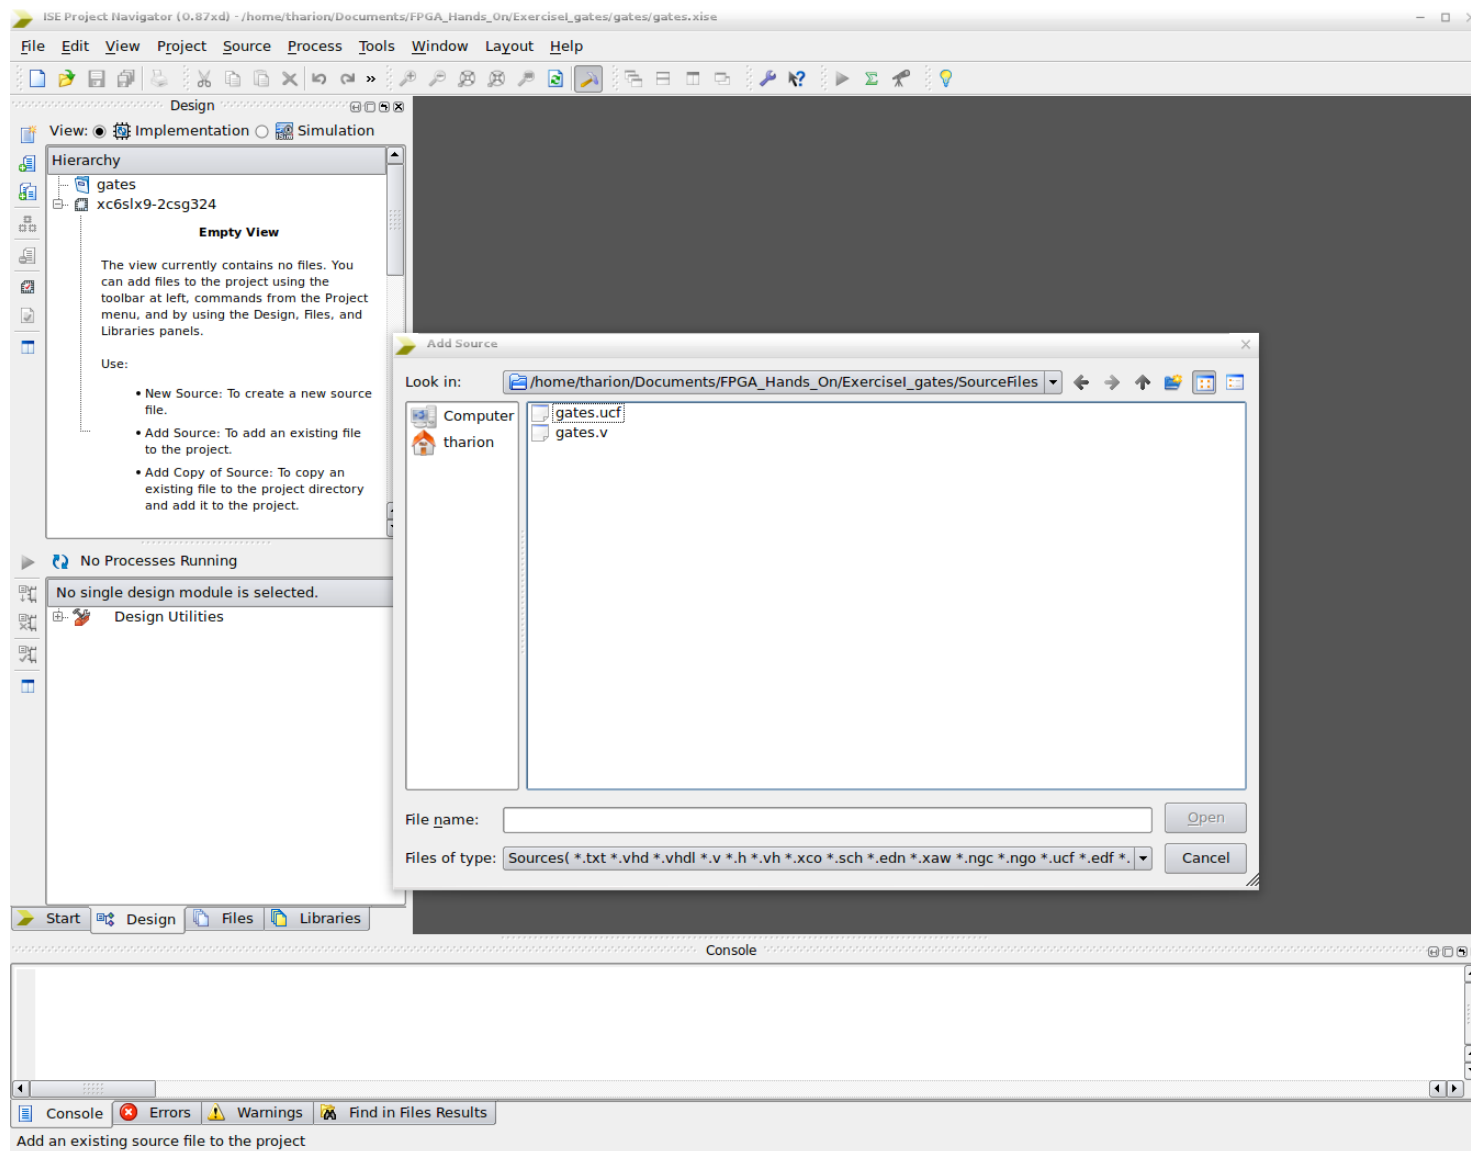 ISE Project Navigator (0.87xd) - /home/tharion/Documents/FPGA_Hands_On/ExerciseI_gates/gates/gates.xise
File Edit View Project Source Process Tools Window Layout Help
Design
View: Implementation Simulation
Hierarchy
gates
xc6slx9-2csg324
Empty View
The view currently contains no files. You
can add files to the project using the
toolbar at left, commands from the Project
menu, and by using the Design, Files, and
Libraries panels.
Use:
• New Source: To create a new source
file.
• Add Source: To add an existing file
to the project.
• Add Copy of Source: To copy an
existing file to the project directory
and add it to the project.
No Processes Running
No single design module is selected.
Design Utilities
Start Design Files Libraries
Add Source
Look in: /home/tharion/Documents/FPGA_Hands_On/ExerciseI_gates/SourceFiles
Computer
tharion
gates.ucf
gates.v
File name: Open
Files of type: Sources( *.txt *.vhd *.vhdl *.v *.h *.vh *.xco *.sch *.edn *.xaw *.ngc *.ngo *.ucf *.edf *. Cancel
Console
Console Errors Warnings Find in Files Results
Add an existing source file to the project